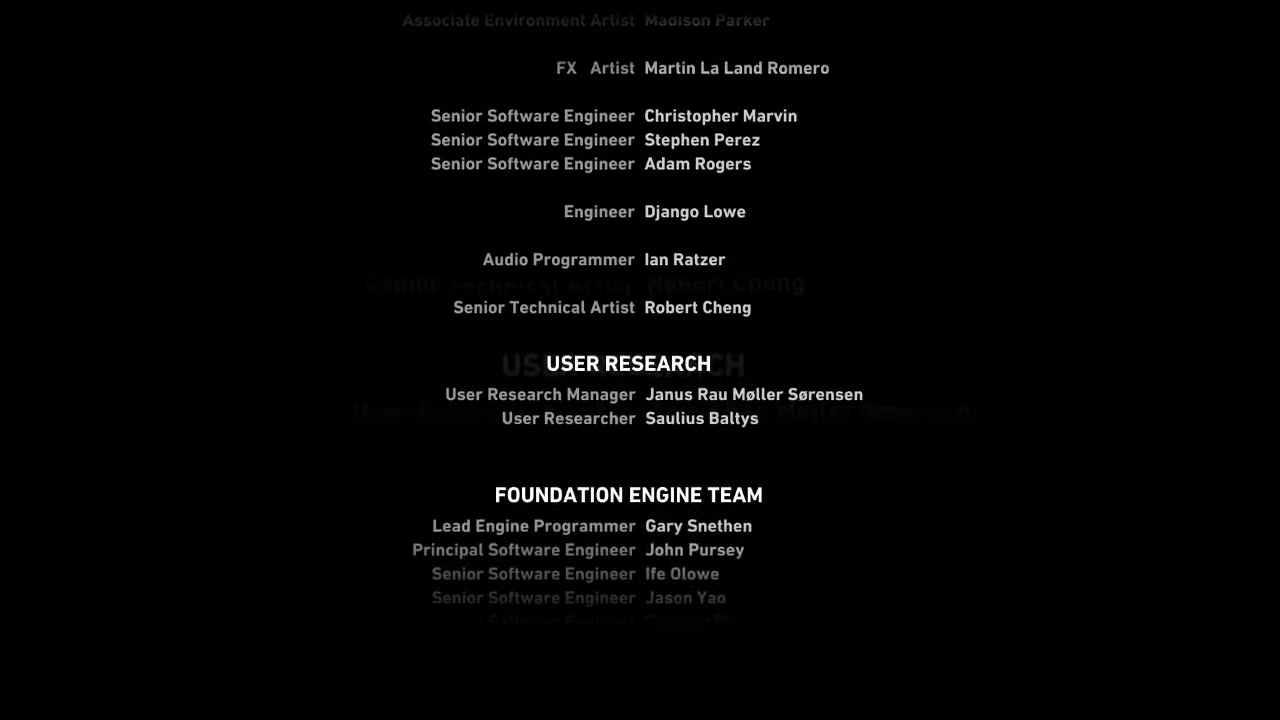 Associate Environment Artist Madison Parker
FX Artist Martin La Land Romero
Senior Software Engineer Christopher Marvin
Senior Software Engineer Stephen Perez
Senior Software Engineer Adam Rogers
Engineer Django Lowe
Audio Programmer Ian Ratzer
Senior Technical Artist Robert Cheng
USER RESEARCH
User Research Manager Janus Rau Møller Sørensen
User Researcher Saulius Baltys
FOUNDATION ENGINE TEAM
Lead Engine Programmer Gary Snethen
Principal Software Engineer John Pursey
Senior Software Engineer Ife Olowe
Senior Software Engineer Jason Yao
Software Engineer